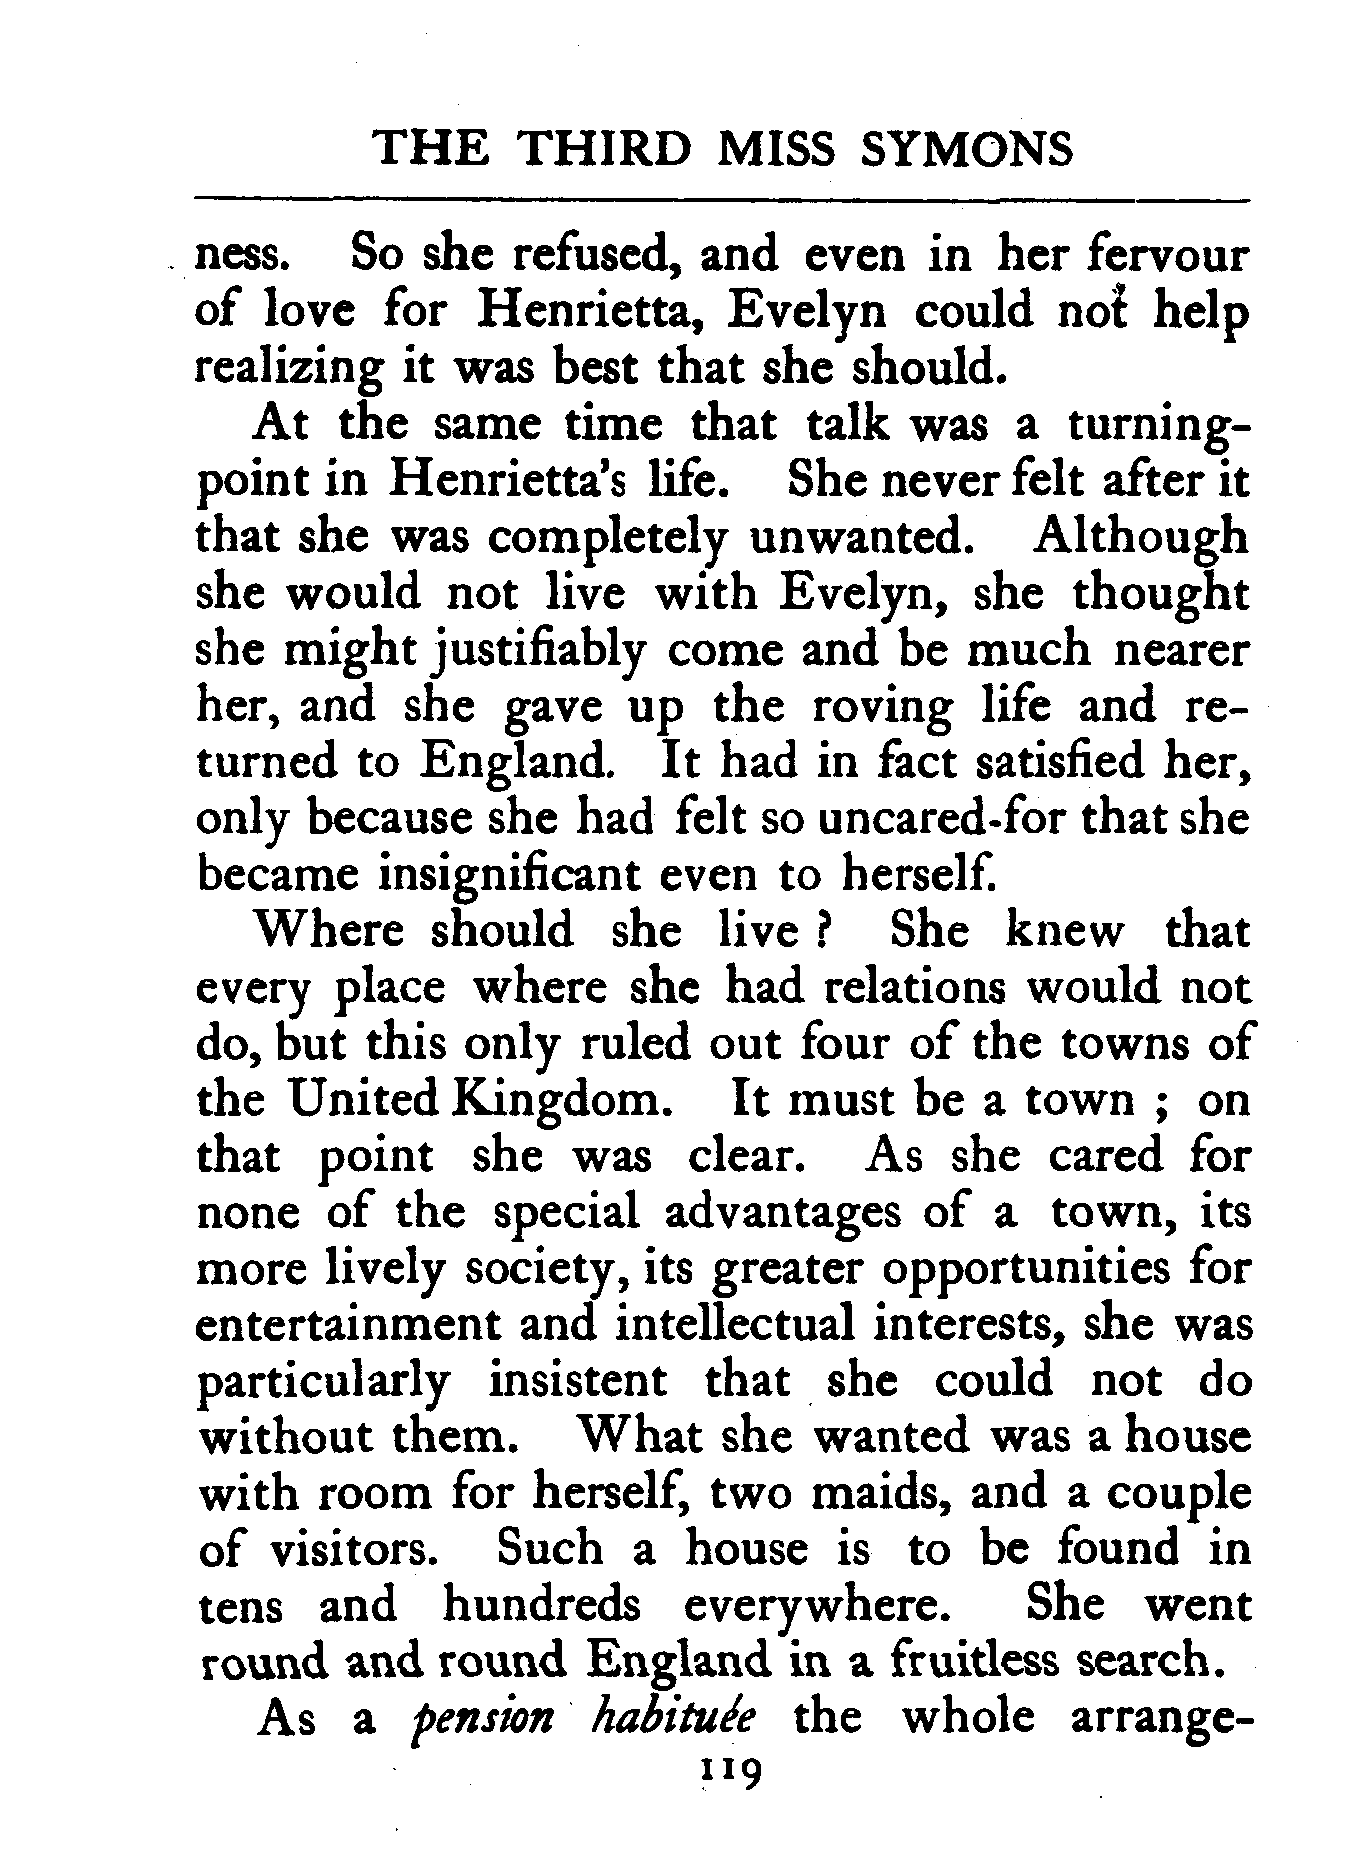 THE THIRD MISS SYMONS
ness. So she refused, and even in her fervour
of love for Henrietta, Evelyn could not help
realizing it was best that she should.
At the same time that talk was a turning-
point in Henrietta's life. She never felt after it
that she was completely unwanted. Although
she would not live with Evelyn, she thought
she might justifiably come and be much nearer
her, and she gave up the roving life and re-
turned to England. It had in fact satisfied her,
only because she had felt so uncared-for that she
became insignificant even to herself.
Where should she live ? She knew that
every place where she had relations would not
do, but this only ruled out four of the towns of
the United Kingdom. It must be a town ; on
that point she was clear. As she cared for
none of the special advantages of a town, its
more lively society, its greater opportunities for
entertainment and intellectual interests, she was
particularly insistent that she could not do
without them. What she wanted was a house
with room for herself, two maids, and a couple
of visitors. Such a house is to be found in
tens and hundreds everywhere. She went
round and round England in a fruitless search.
As a pension habituée the whole arrange-
119